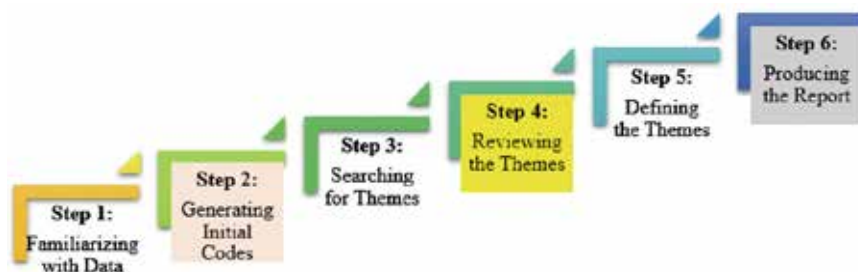 Step 1:
Familiarizing
with Data
Step 2:
Generating
Initial
Codes
Step 3:
Searching
for Themes
Step 4:
Reviewing
the Themes
Step 5:
Defining
the Themes
Step 6:
Producing
the Report